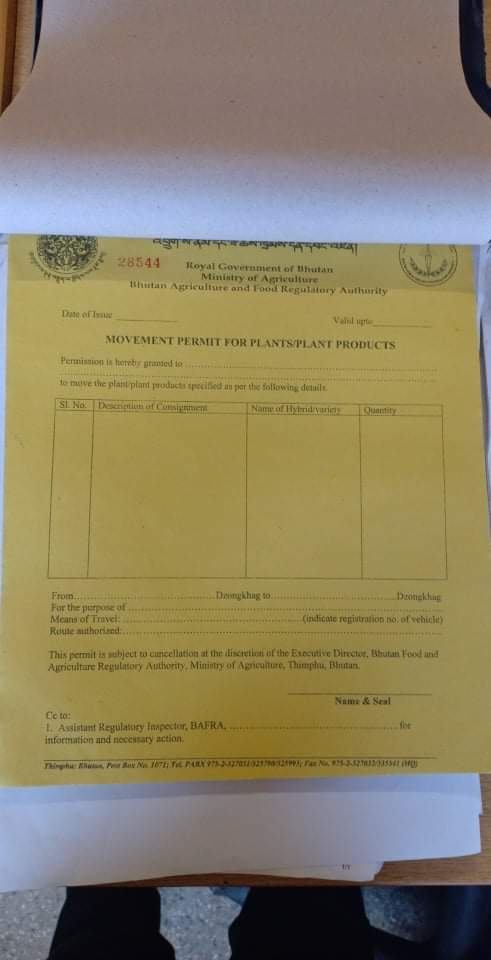 28544
Royal Government of Bhutan
Ministry of Agriculture
Bhutan Agriculture and Food Regulatory Authority
Date of Issue ____________ Valid upto____________
MOVEMENT PERMIT FOR PLANTS/PLANT PRODUCTS
Permission is hereby granted to ........................................
to move the plant/plant products specified as per the following details.
Sl. No. Description of Consignment Name of Hybrid/variety Quantity
From..............................Dzongkhag to..............................Dzongkhag
For the purpose of ........................................
Means of Travel: ..............................(indicate registration no. of vehicle)
Route authorized:........................................
This permit is subject to cancellation at the discretion of the Executive Director, Bhutan Food and
Agriculture Regulatory Authority, Ministry of Agriculture, Thimphu, Bhutan.
Name & Seal
Cc to:
1. Assistant Regulatory Inspector, BAFRA, ..............................for
information and necessary action.
Thimphu: Bhutan, Post Box No. 1071; Tel. PABX 975-2-327031/325790/325993; Fax No. 975-2-327032/335541 (HQ)